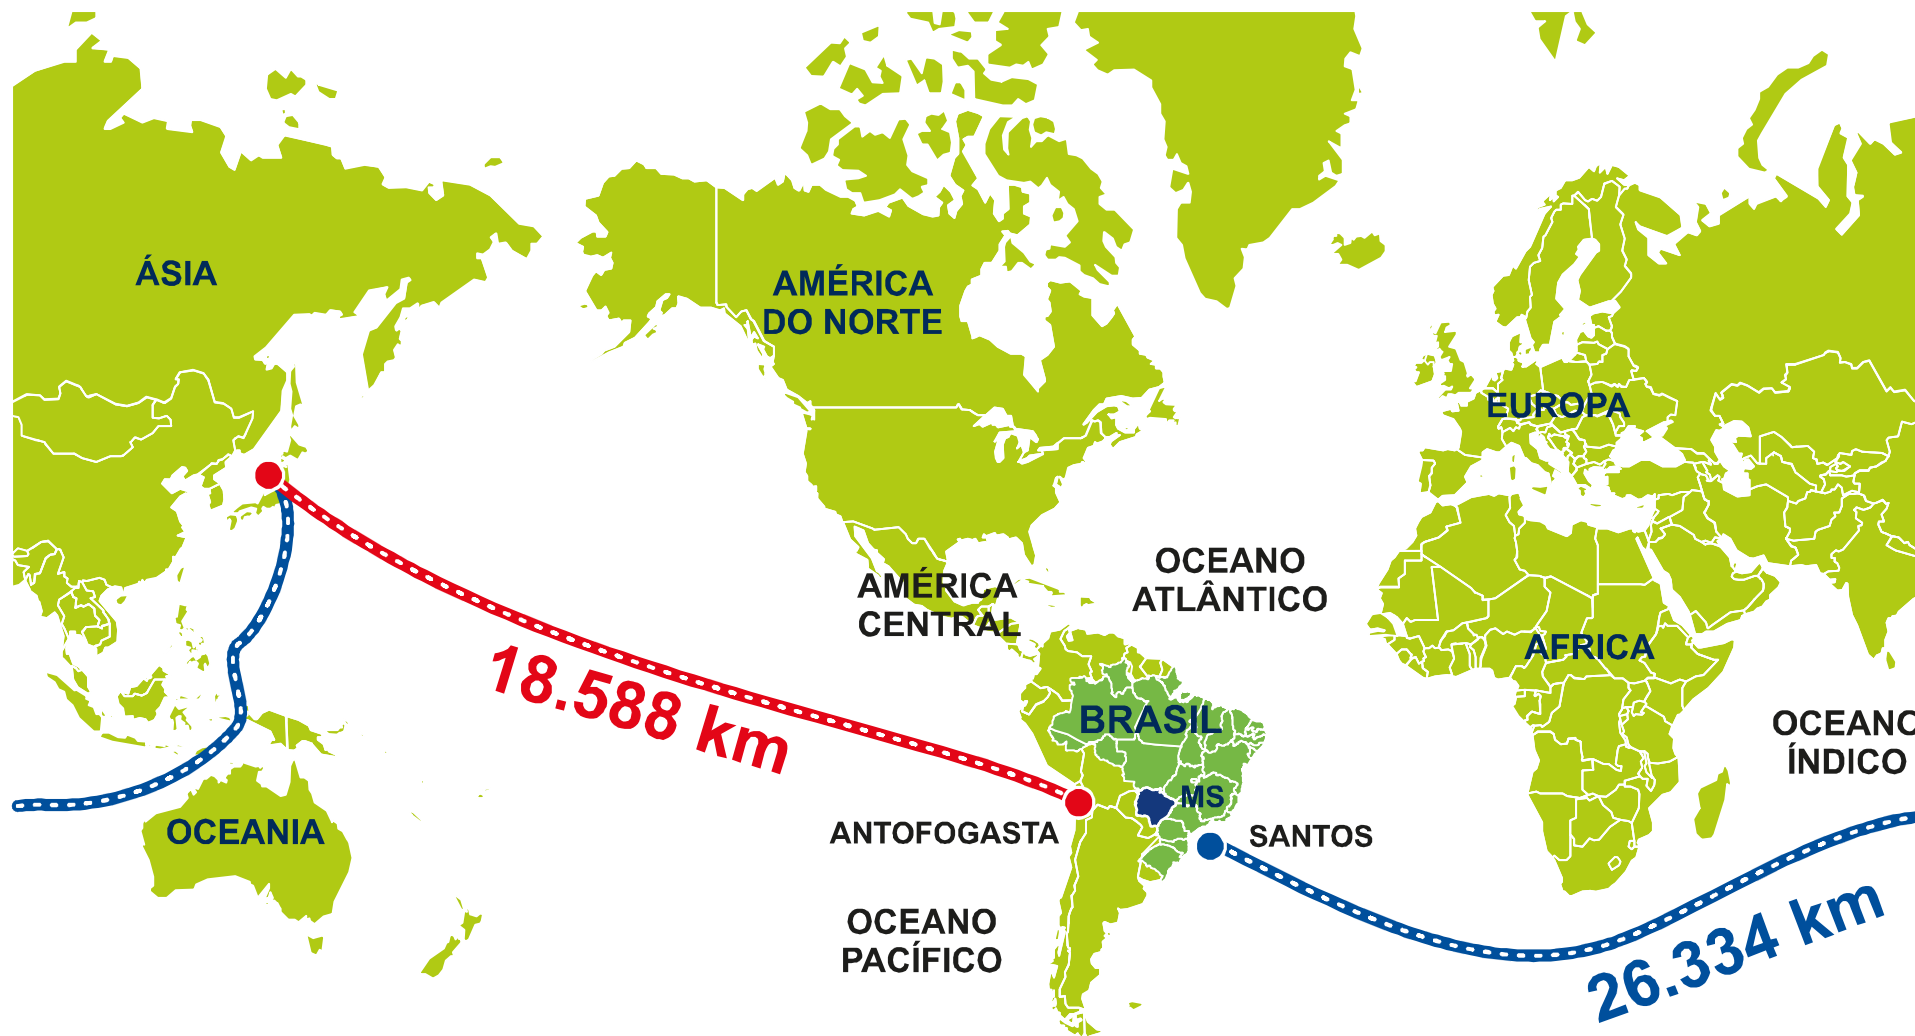 ÁSIA
AMÉRICA
DO NORTE
EUROPA
OCEANO
ATLÂNTICO
AMÉRICA
CENTRAL
AFRICA
18.588 km
BRASIL
OCEANO
ÍNDICO
MS
OCEANIA
ANTOFOGASTA
SANTOS
OCEANO
PACÍFICO
26.334 km